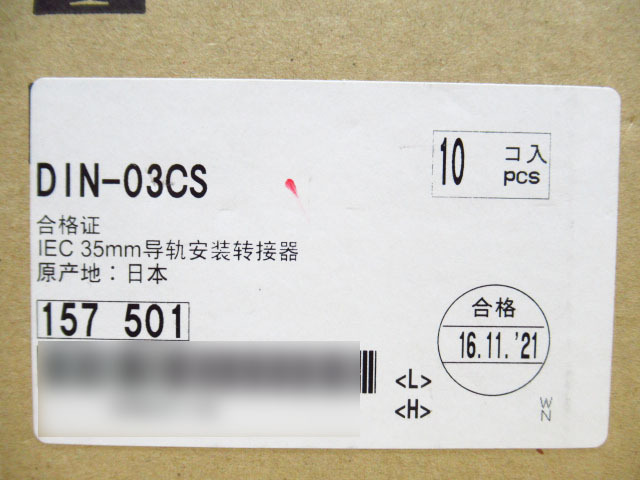 10 コ入
pcs
DIN-03CS
合格证
IEC 35mm导轨安装转接器
原产地：日本
157 501
合格
16.11.'21
<L>
<H>
W
N